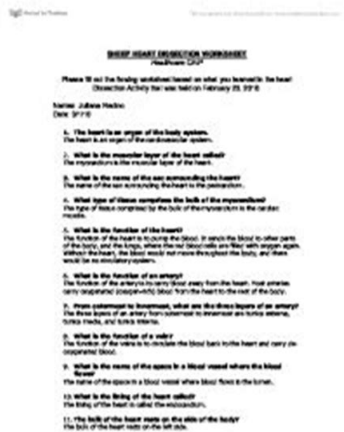 SHEEP HEART DISSECTION WORKSHEET
Healthcare
Please fill out the following worksheet based on what you learned in the heart
Dissection Activity that was held on February 23, 2010
Name: Juliana
Date: 3/1/10
1. The heart is an organ of the body system.
The heart is an organ of the cardiovascular system.
2. What is the muscular layer of the heart called?
The myocardium is the muscular layer of the heart.
3. What is the name of the sac surrounding the heart?
The name of the sac surrounding the heart is the pericardium.
4. What type of tissue comprises the bulk of the myocardium?
The type of tissue comprised by the bulk of the myocardium is the cardiac
muscle.
5. What is the function of the heart?
The function of the heart is to pump the blood. It sends the blood to other parts
of the body, and the lungs, where the red blood cells are filled with oxygen again.
Without the heart, the blood would not move throughout the body, and there
would be no circulatory system.
6. What is the function of an artery?
The function of the artery is to carry blood away from the heart. Most arteries
carry oxygenated (oxygen-rich) blood from the heart to the rest of the body.
7. From outermost to innermost, what are the three layers of an artery?
The three layers of an artery from outermost to innermost are tunica externa,
tunica media, and tunica interna.
8. What is the function of a vein?
The function of the veins is to circulate the blood back to the heart and carry de-
oxygenated blood.
9. What is the name of the space in a blood vessel where the blood
flows?
The name of the space in a blood vessel where blood flows is the lumen.
10. What is the lining of the heart called?
The lining of the heart is called the endocardium.
11. The bulk of the heart rests on the side of the body?
The bulk of the heart rests on the left side.